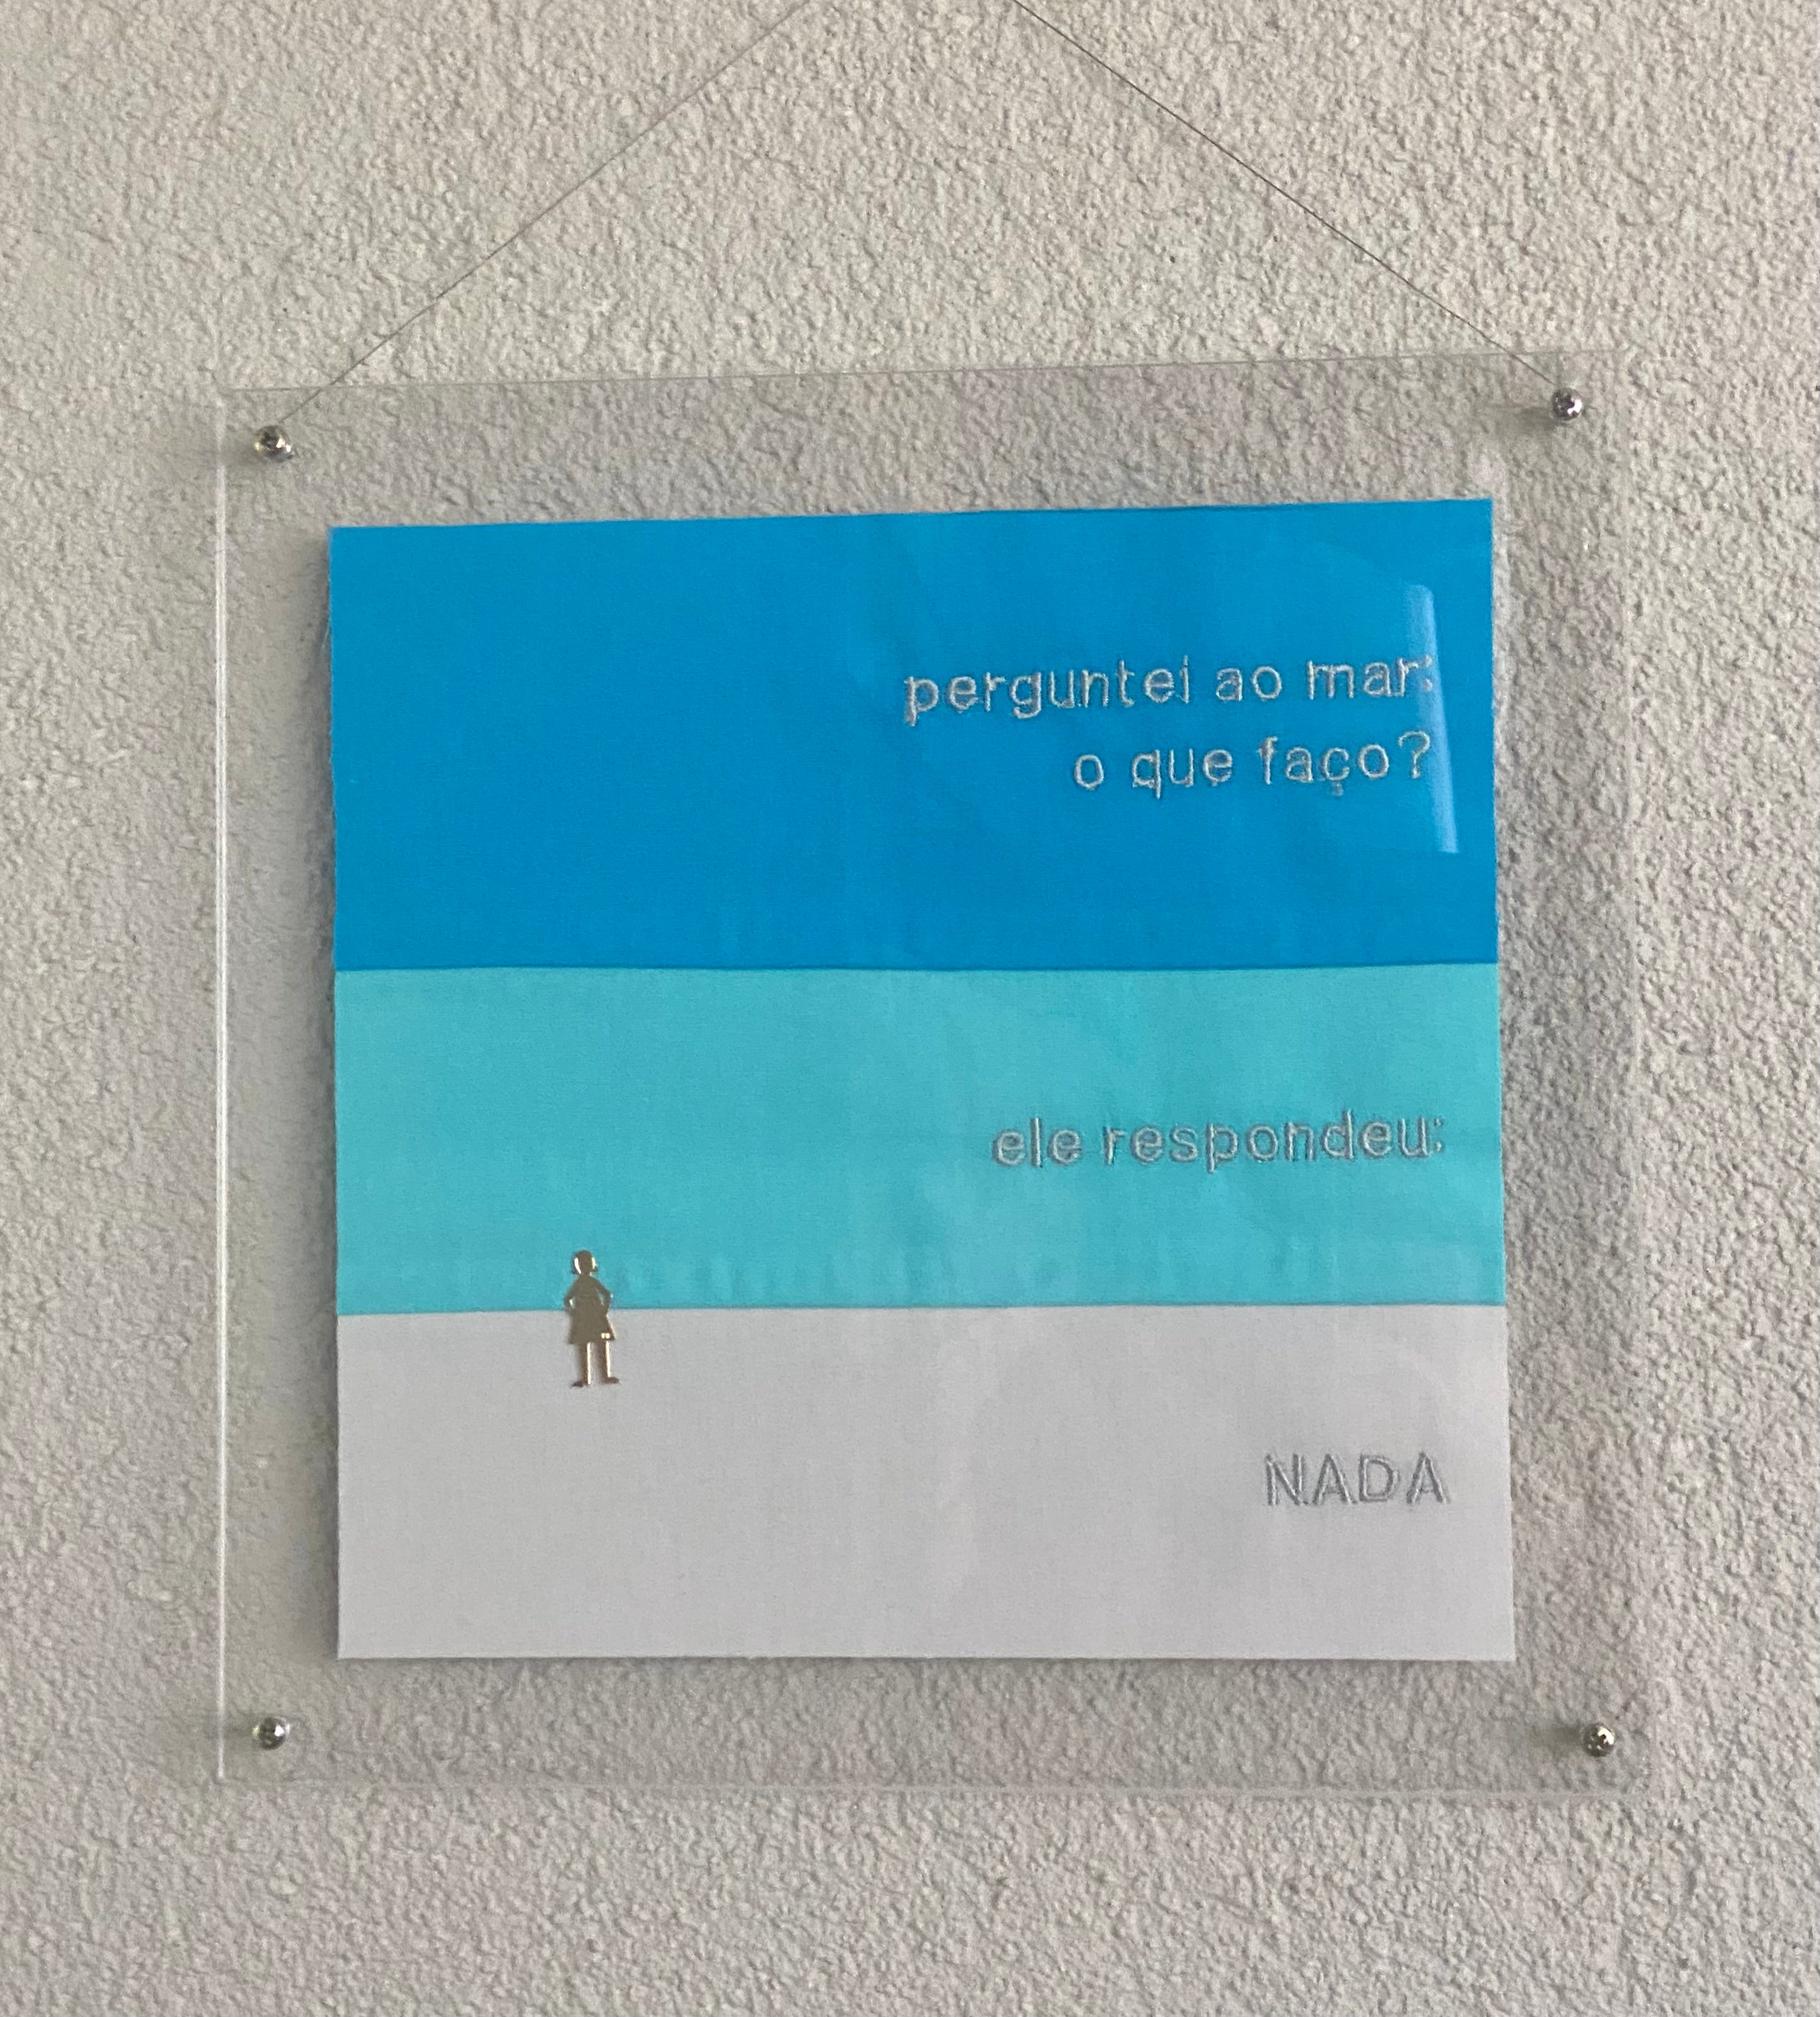 perguntei ao mar:
o que faço?
ele respondeu:
NADA